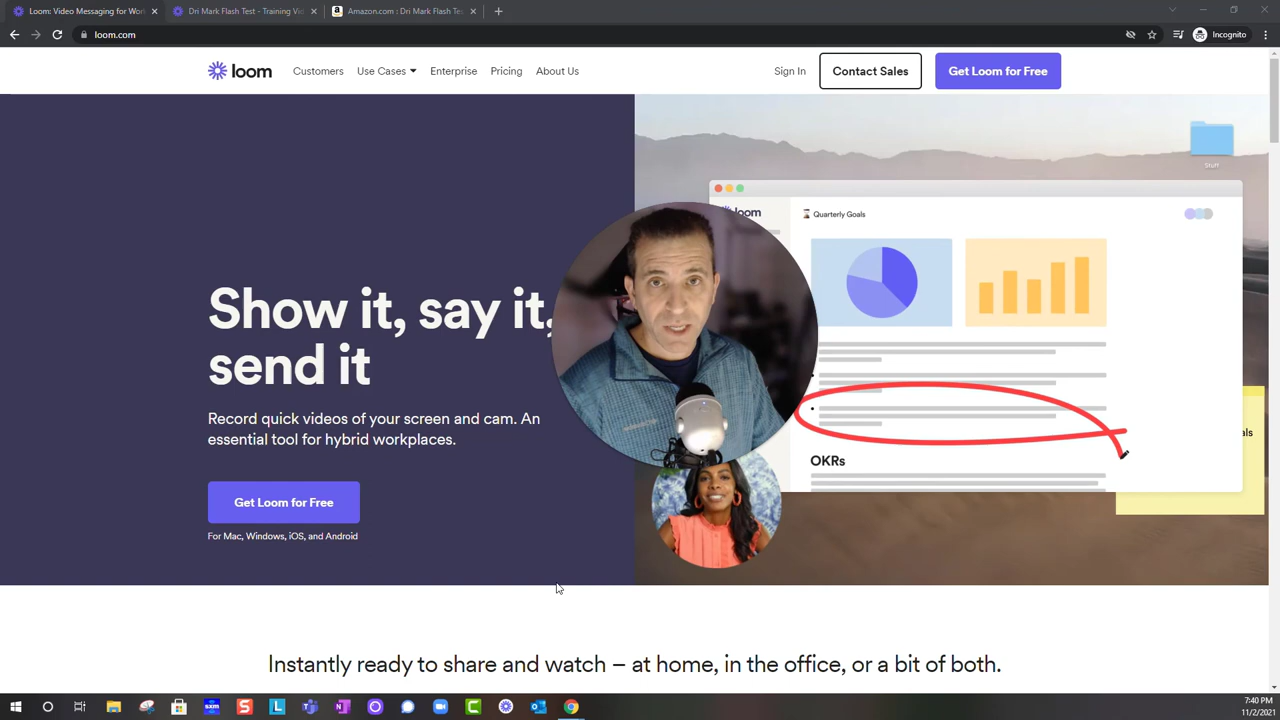 Loom: Video Messaging for Wor
Dri Mark Flash Test - Training Vi
Amazon.com : Dri Mark Flash Tes
loom.com
Incognito
loom
Customers
Use Cases
Enterprise
Pricing
About Us
Sign In
Contact Sales
Get Loom for Free
Stuff
loom
Quarterly Goals
Show it, say it,
send it
Record quick videos of your screen and cam. An
essential tool for hybrid workplaces.
als
OKRs
Get Loom for Free
For Mac, Windows, iOS, and Android
Instantly ready to share and watch – at home, in the office, or a bit of both.
sxm
S
L
N
C
7:40 PM
11/2/2021